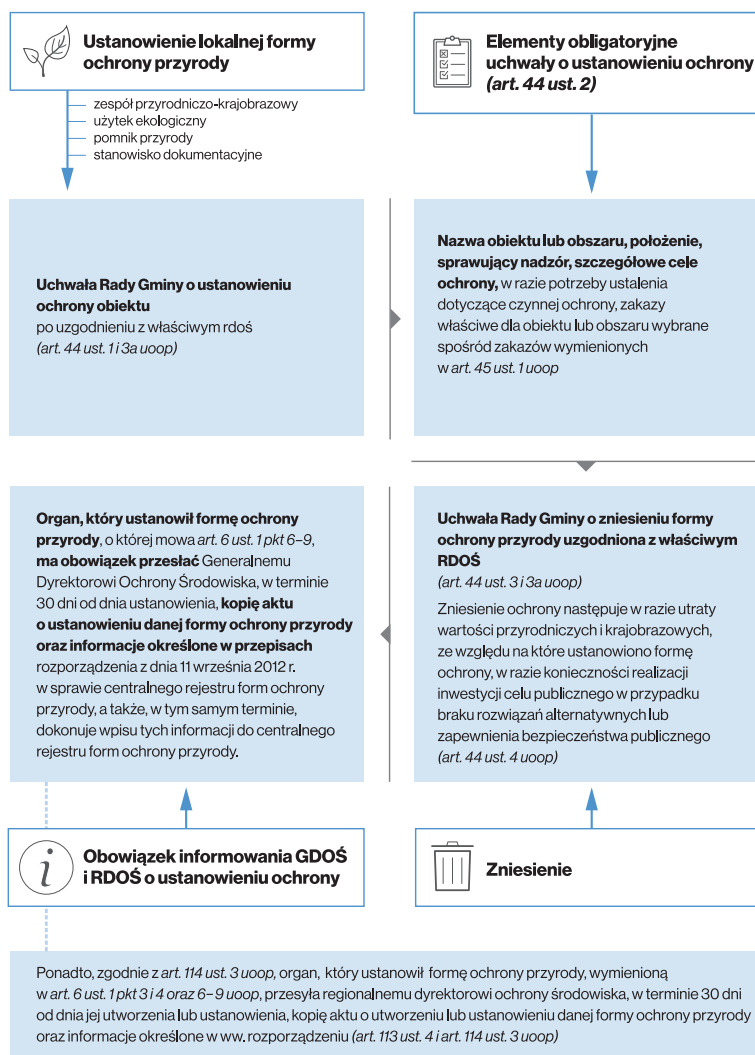 Ustanowienie lokalnej formy
ochrony przyrody
zespół przyrodniczo-krajobrazowy
użytek ekologiczny
pomnik przyrody
stanowisko dokumentacyjne
Elementy obligatoryjne
uchwały o ustanowieniu ochrony
(art. 44 ust. 2)
Uchwała Rady Gminy o ustanowieniu
ochrony obiektu
po uzgodnieniu z właściwym rdoś
(art. 44 ust. 1 i 3a uoop)
Nazwa obiektu lub obszaru, położenie,
sprawujący nadzór, szczegółowe cele
ochrony, w razie potrzeby ustalenia
dotyczące czynnej ochrony, zakazy
właściwe dla obiektu lub obszaru wybrane
spośród zakazów wymienionych
w art. 45 ust. 1 uoop
Organ, który ustanowił formę ochrony
przyrody, o której mowa art. 6 ust. 1 pkt 6–9,
ma obowiązek przesłać Generalnemu
Dyrektorowi Ochrony Środowiska, w terminie
30 dni od dnia ustanowienia, kopię aktu
o ustanowieniu danej formy ochrony przyrody
oraz informacje określone w przepisach
rozporządzenia z dnia 11 września 2012 r.
w sprawie centralnego rejestru form ochrony
przyrody, a także, w tym samym terminie,
dokonuje wpisu tych informacji do centralnego
rejestru form ochrony przyrody.
Uchwała Rady Gminy o zniesieniu formy
ochrony przyrody uzgodniona z właściwym
RDOŚ
(art. 44 ust. 3 i 3a uoop)
Zniesienie ochrony następuje w razie utraty
wartości przyrodniczych i krajobrazowych,
ze względu na które ustanowiono formę
ochrony, w razie konieczności realizacji
inwestycji celu publicznego w przypadku
braku rozwiązań alternatywnych lub
zapewnienia bezpieczeństwa publicznego
(art. 44 ust. 4 uoop)
i
Obowiązek informowania GDOŚ
i RDOŚ o ustanowieniu ochrony
Zniesienie
Ponadto, zgodnie z art. 114 ust. 3 uoop, organ, który ustanowił formę ochrony przyrody, wymienioną
w art. 6 ust. 1 pkt 3 i 4 oraz 6–9 uoop, przesyła regionalnemu dyrektorowi ochrony środowiska, w terminie 30 dni
od dnia jej utworzenia lub ustanowienia, kopię aktu o utworzeniu lub ustanowieniu danej formy ochrony przyrody
oraz informacje określone w ww. rozporządzeniu (art. 113 ust. 4 i art. 114 ust. 3 uoop)